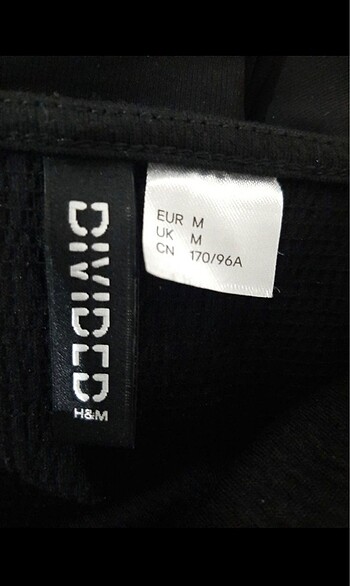 DIVIDED
H&M
EUR M
UK M
CN 170/96A